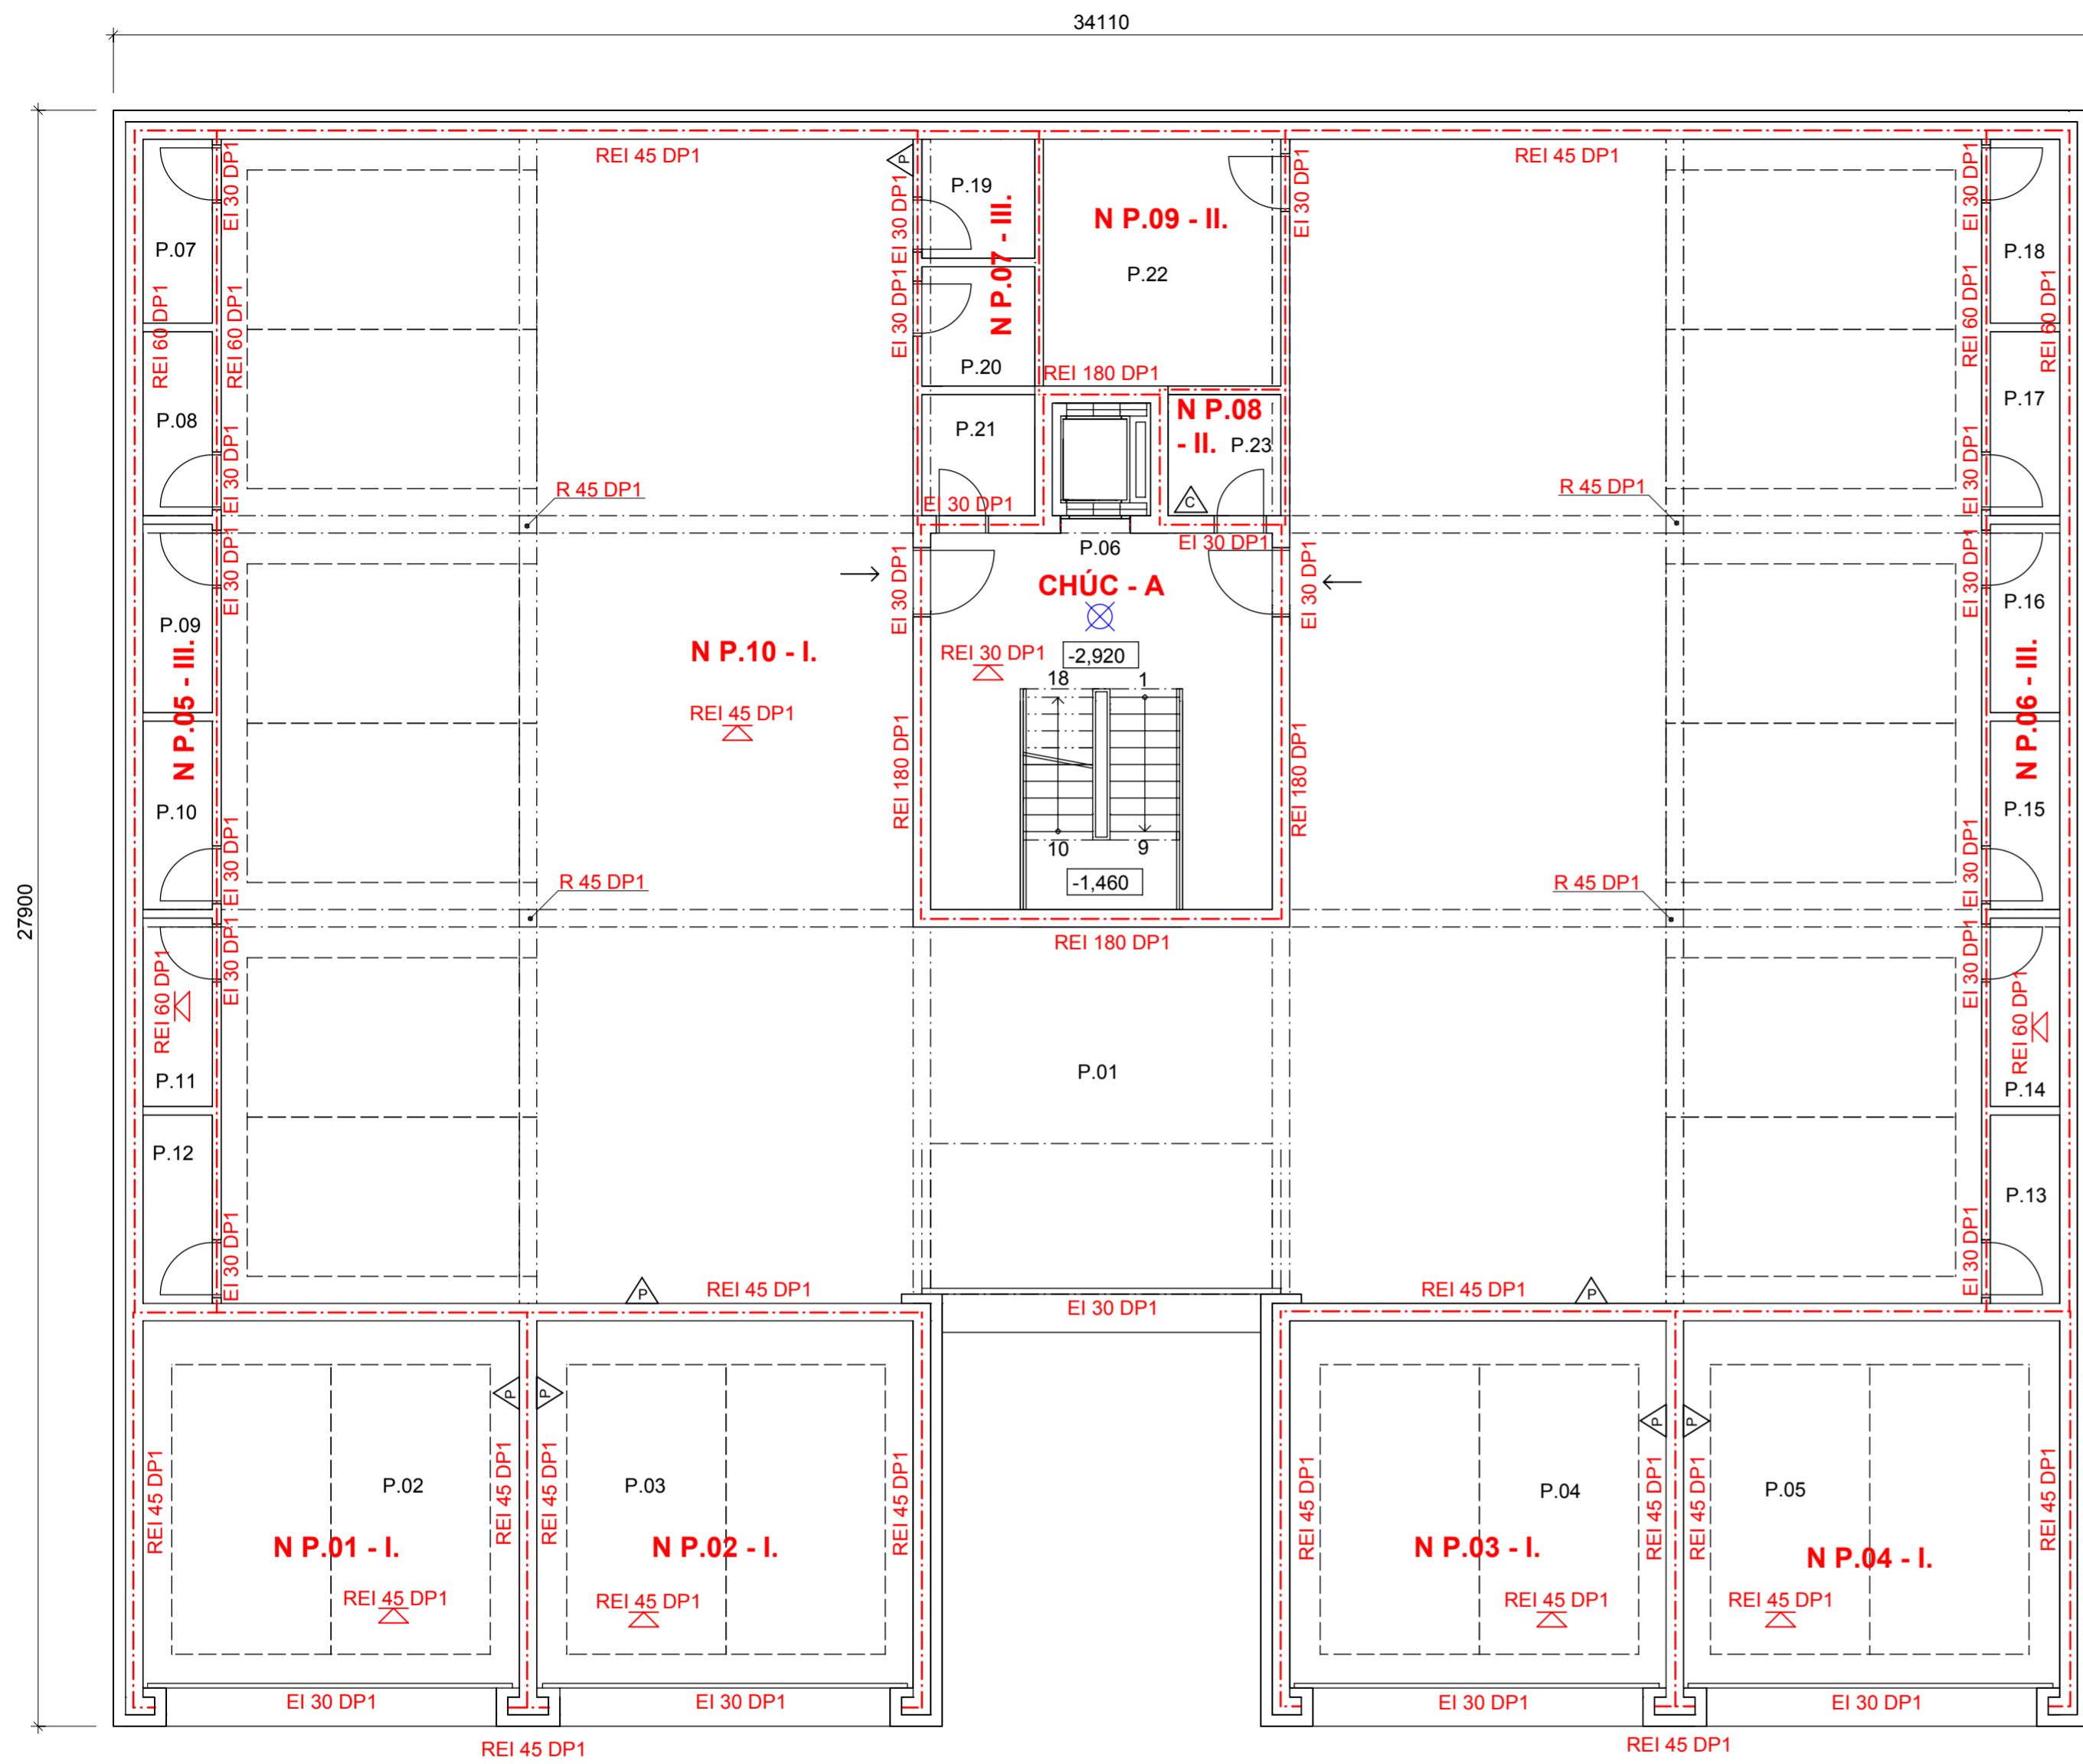 34110
27900
REI 45 DP1
REI 45 DP1
EI 30 DP1
P
EI 30 DP1
P.19
N P.07 - III.
N P.09 - II.
EI 30 DP1
EI 30 DP1
P.07
P.22
P.18
REI 60 DP1
REI 60 DP1
EI 30 DP1
P.20
REI 180 DP1
REI 60 DP1
REI 60 DP1
P.08
P.21
N P.08
- II.
P.23
P.17
EI 30 DP1
R 45 DP1
EI 30 DP1
C
R 45 DP1
EI 30 DP1
EI 30 DP1
EI 30 DP1
P.06
EI 30 DP1
EI 30 DP1
EI 30 DP1
CHÚC - A
P.09
N P.05 - III.
N P.10 - I.
REI 30 DP1
-2,920
P.16
N P.06 - III.
18
1
REI 45 DP1
REI 180 DP1
REI 180 DP1
P.10
P.15
10
9
EI 30 DP1
R 45 DP1
-1,460
R 45 DP1
EI 30 DP1
EI 30 DP1
REI 180 DP1
EI 30 DP1
REI 60 DP1
REI 60 DP1
P.11
P.01
P.14
P.12
P.13
EI 30 DP1
P
REI 45 DP1
EI 30 DP1
REI 45 DP1
P
EI 30 DP1
P
P
P
P
REI 45 DP1
P.02
REI 45 DP1
REI 45 DP1
P.03
REI 45 DP1
REI 45 DP1
P.04
REI 45 DP1
REI 45 DP1
P.05
REI 45 DP1
N P.01 - I.
N P.02 - I.
N P.03 - I.
N P.04 - I.
REI 45 DP1
REI 45 DP1
REI 45 DP1
REI 45 DP1
EI 30 DP1
EI 30 DP1
EI 30 DP1
EI 30 DP1
REI 45 DP1
REI 45 DP1